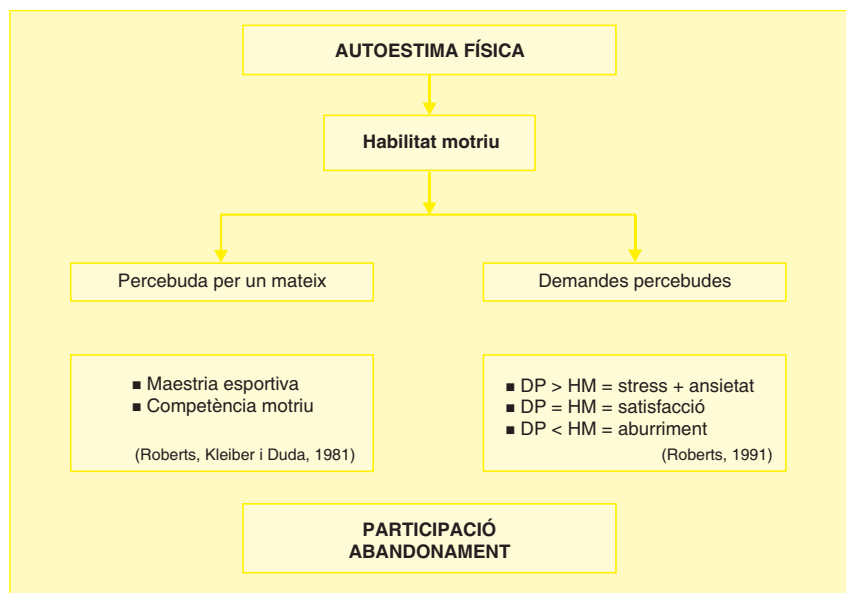 AUTOESTIMA FÍSICA
Habilitat motriu
Percebuda per un mateix
Demandes percebudes
■ Maestria esportiva
■ Competència motriu
(Roberts, Kleiber i Duda, 1981)
■ DP > HM = stress + ansietat
■ DP = HM = satisfacció
■ DP < HM = aburriment
(Roberts, 1991)
PARTICIPACIÓ
ABANDONAMENT